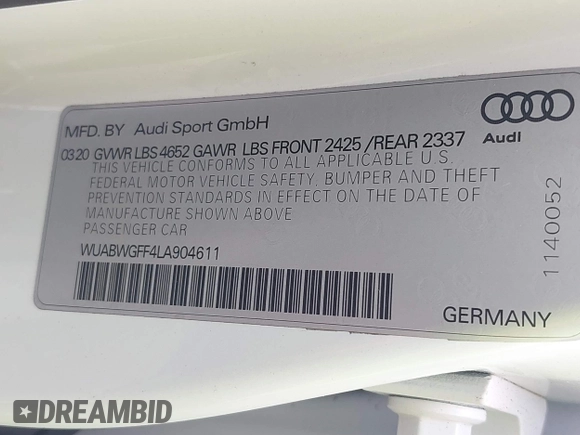 MFD. BY Audi Sport GmbH
Audi
03.20 GVWR LBS 4652 GAWR LBS FRONT 2425 /REAR 2337
THIS VEHICLE CONFORMS TO ALL APPLICABLE U.S.
FEDERAL MOTOR VEHICLE SAFETY, BUMPER AND THEFT
PREVENTION STANDARDS IN EFFECT ON THE DATE OF
MANUFACTURE SHOWN ABOVE
PASSENGER CAR
WUABWGFF4LA904611
1140052
GERMANY
DREAMBID